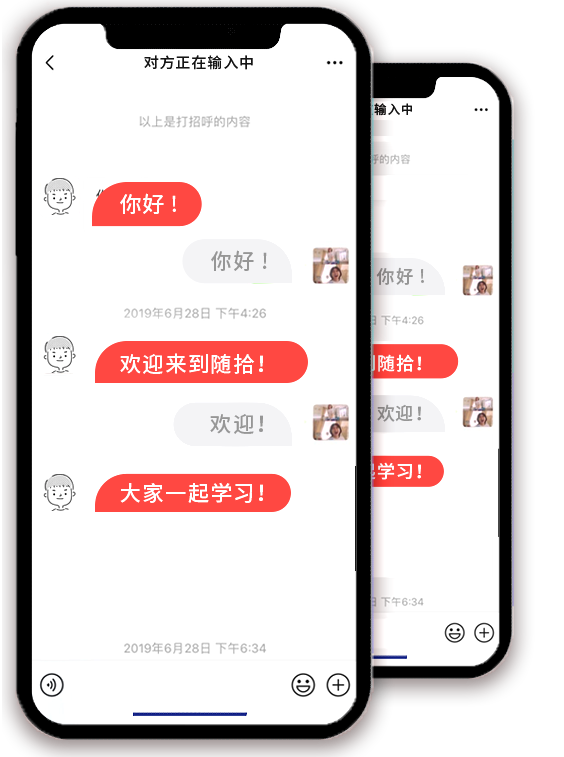 对方正在输入中
以上是打招呼的内容
你好！
你好！
2019年6月28日 下午4:26
欢迎来到随拾！
欢迎！
大家一起学习！
2019年6月28日 下午6:34
输入中
呼的内容
你好！
日 下午4:26
随拾！
欢迎！
起学习！
日 下午6:34